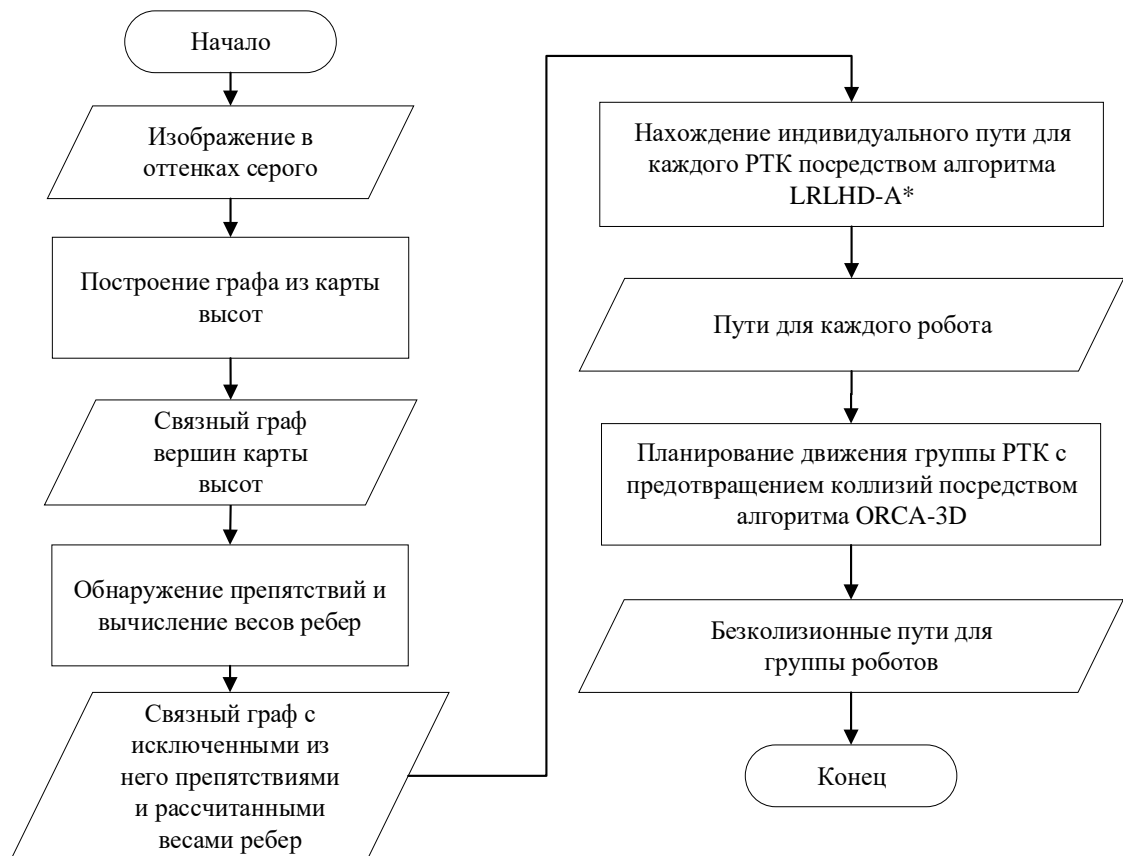 Начало
Изображение в
оттенках серого
Построение графа из карты
высот
Связный граф
вершин карты
высот
Обнаружение препятствий и
вычисление весов ребер
Связный граф с
исключенными из
него препятствиями
и рассчитанными
весами ребер
Нахождение индивидуального пути для
каждого РТК посредством алгоритма
LRLHD-A*
Пути для каждого робота
Планирование движения группы РТК с
предотвращением коллизий посредством
алгоритма ORCA-3D
Безколизионные пути для
группы роботов
Конец